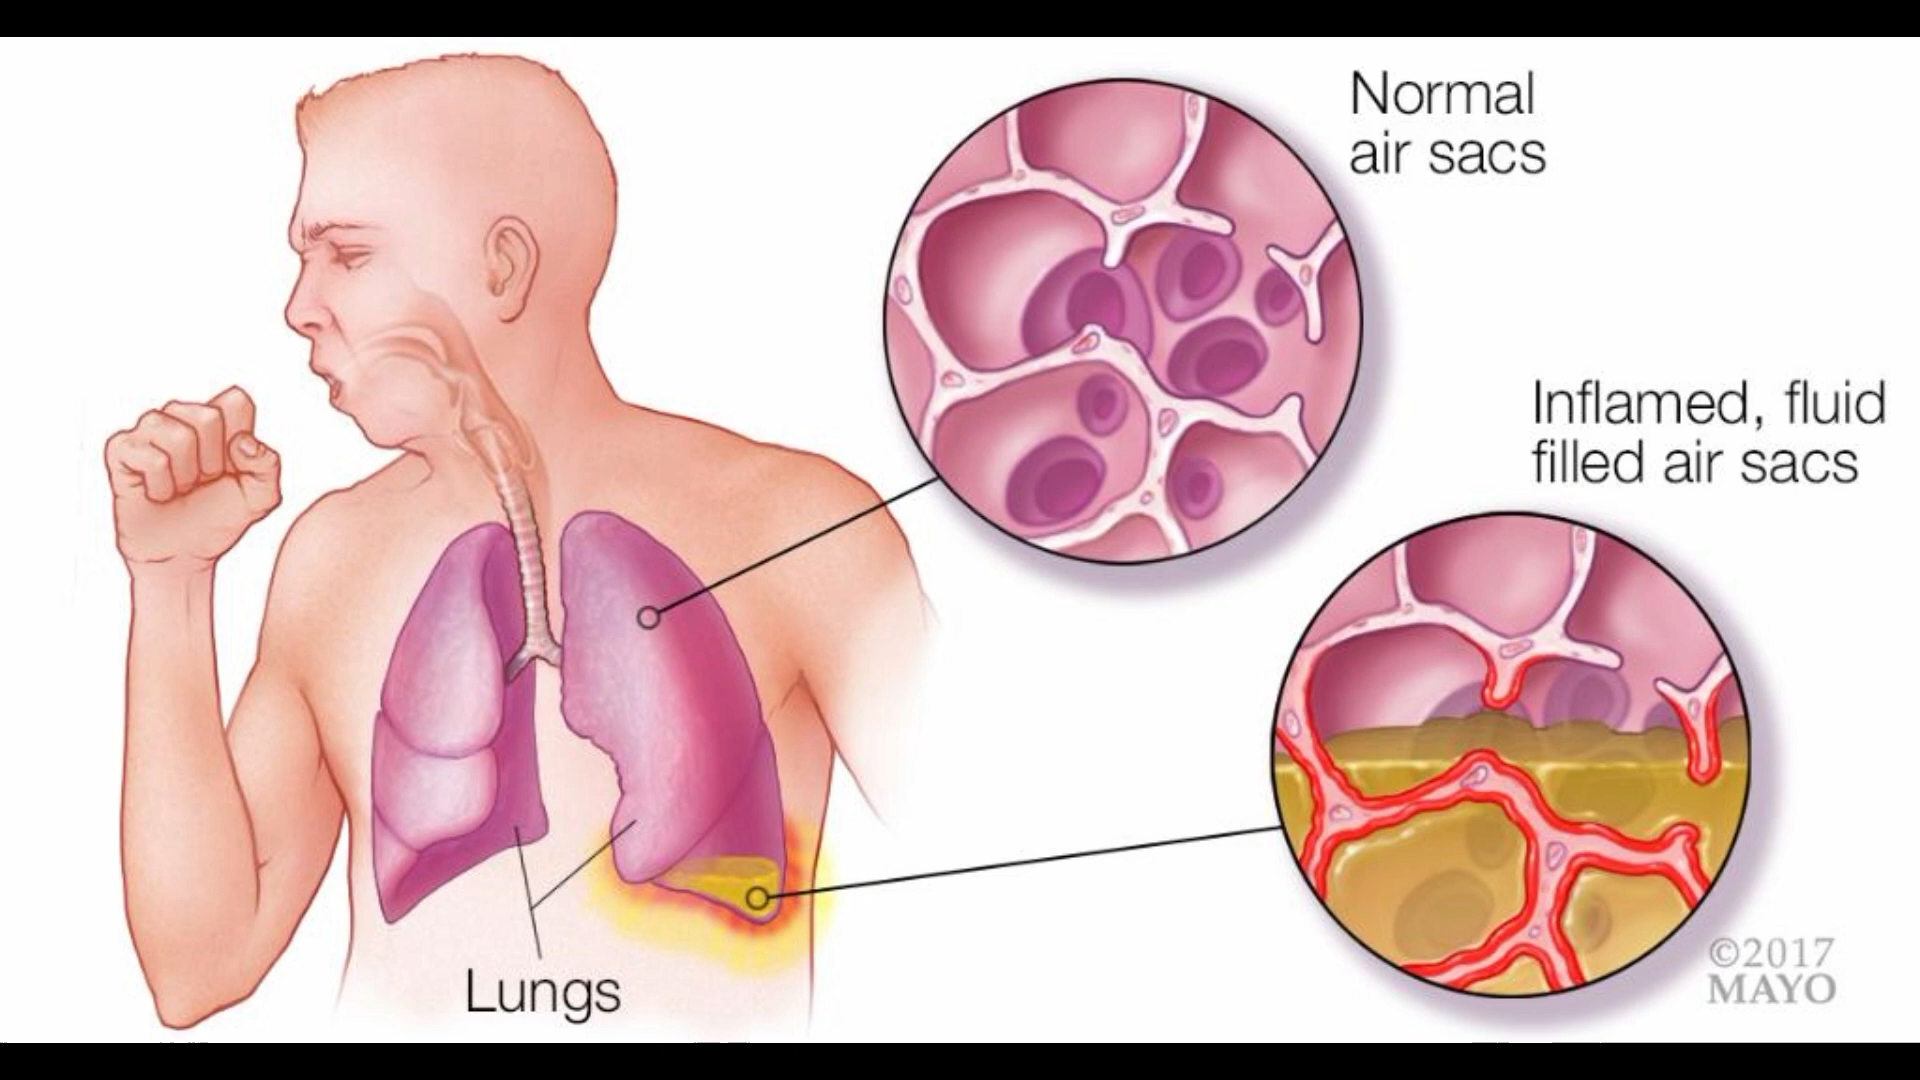 Normal
air sacs
Inflamed, fluid
filled air sacs
Lungs
©2017
MAYO